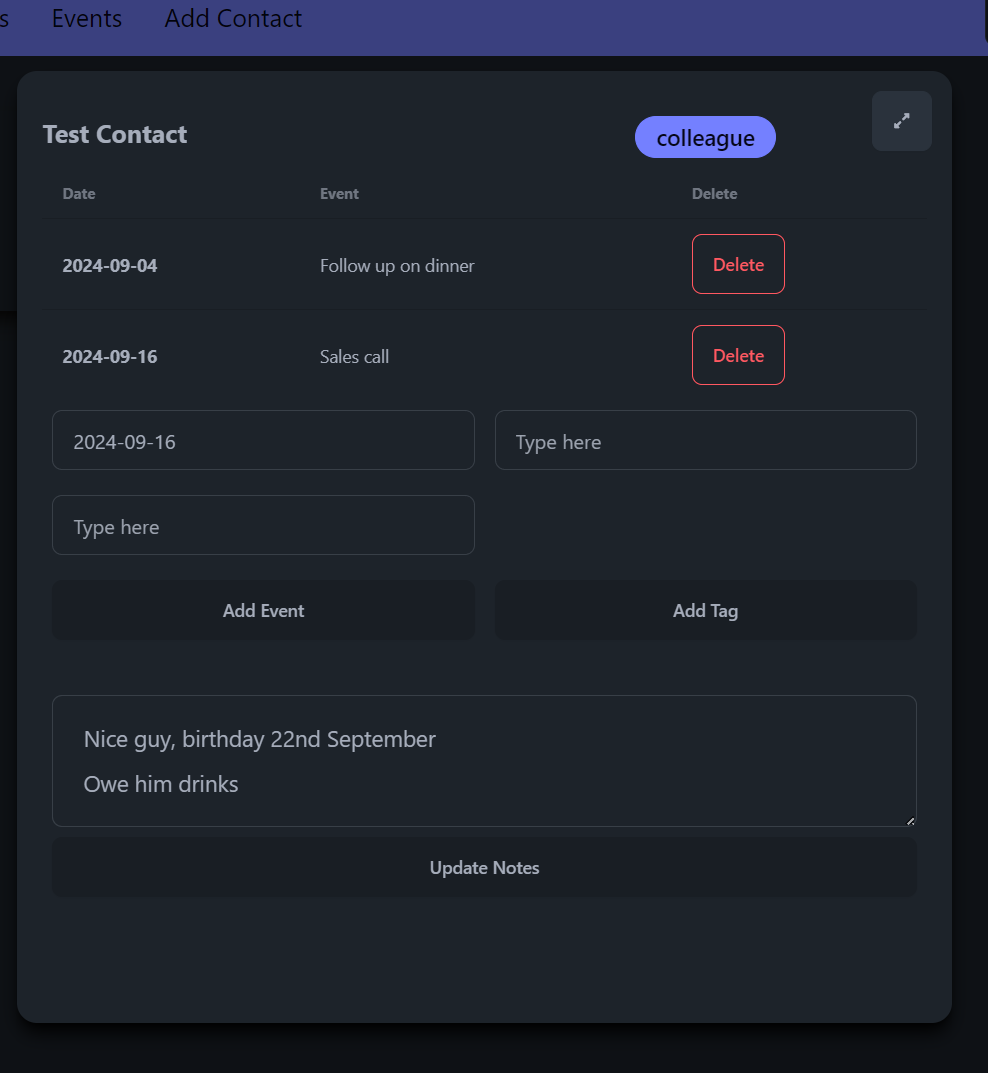 s Events Add Contact
Test Contact colleague
Date Event Delete
2024-09-04 Follow up on dinner Delete
2024-09-16 Sales call Delete
2024-09-16 Type here
Type here
Add Event Add Tag
Nice guy, birthday 22nd September
Owe him drinks
Update Notes